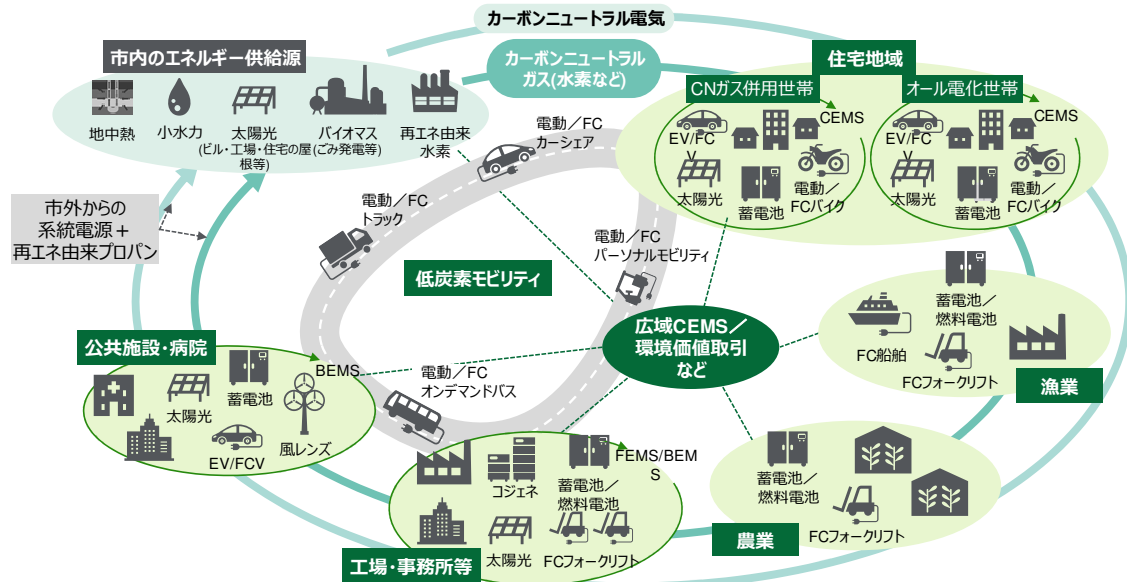 カーボンニュートラル電気
市内のエネルギー供給源
カーボンニュートラル
ガス(水素など)
地中熱
小水力
太陽光
(ビル・工場・住宅の屋
根等)
バイオマス
(ごみ発電等)
再エネ由来
水素
住宅地域
CNガス併用世帯
CEMS
EV/FC
V
太陽光
蓄電池
電動/
FCバイク
オール電化世帯
CEMS
EV/FC
V
太陽光
蓄電池
電動/
FCバイク
市外からの
系統電源+
再エネ由来プロパン
電動/FC
カーシェア
電動/FC
トラック
電動/FC
パーソナルモビリティ
低炭素モビリティ
広域CEMS/
環境価値取引
など
蓄電池/
燃料電池
FC船舶
FCフォークリフト
漁業
公共施設・病院
BEMS
太陽光
蓄電池
EV/FCV
風レンズ
電動/FC
オンデマンドバス
FEMS/BEM
S
コジェネ
蓄電池/
燃料電池
太陽光
FCフォークリフト
工場・事務所等
蓄電池/
燃料電池
FCフォークリフト
農業